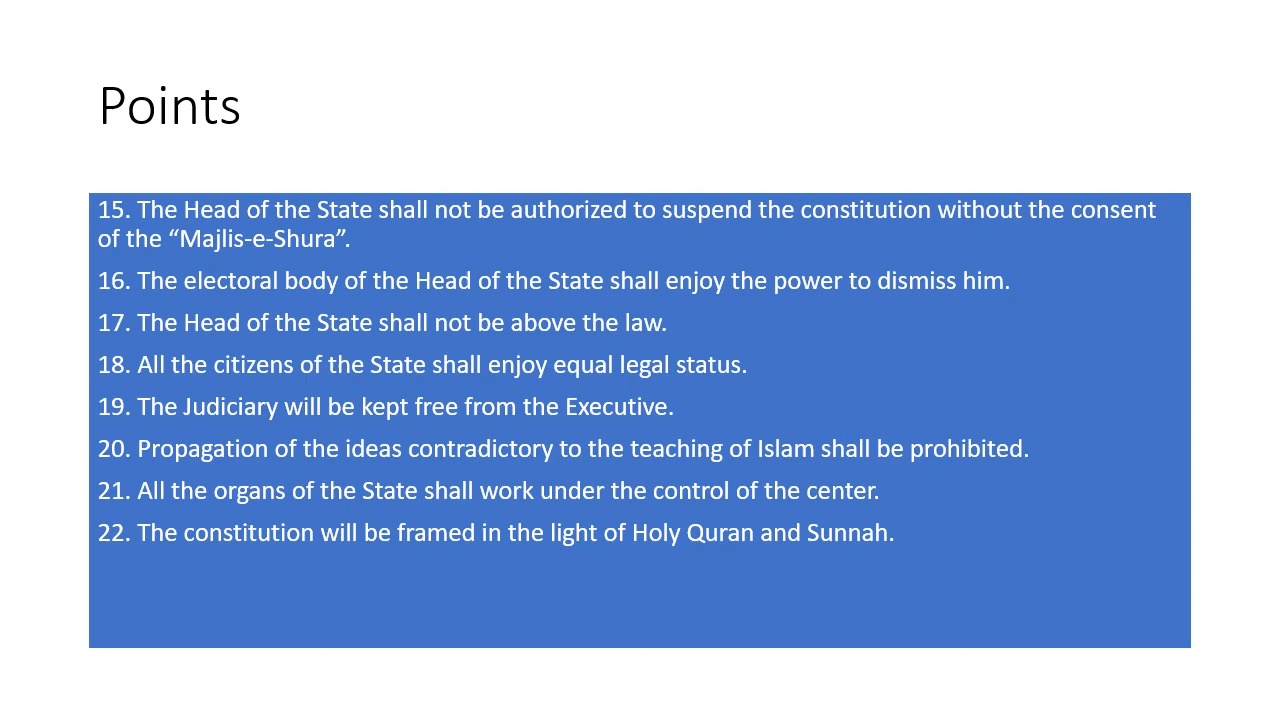 Points
15. The Head of the State shall not be authorized to suspend the constitution without the consent
of the “Majlis-e-Shura”.
16. The electoral body of the Head of the State shall enjoy the power to dismiss him.
17. The Head of the State shall not be above the law.
18. All the citizens of the State shall enjoy equal legal status.
19. The Judiciary will be kept free from the Executive.
20. Propagation of the ideas contradictory to the teaching of Islam shall be prohibited.
21. All the organs of the State shall work under the control of the center.
22. The constitution will be framed in the light of Holy Quran and Sunnah.